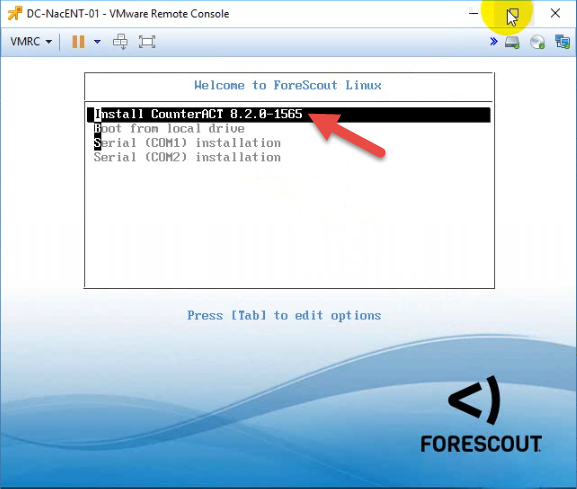 DC-NacENT-01 - VMware Remote Console
VMRC
Welcome to ForeScout Linux
Install CounterACT 8.2.0-1565
Boot from local drive
Serial (COM1) installation
Serial (COM2) installation
Press [Tab] to edit options
FORESCOUT